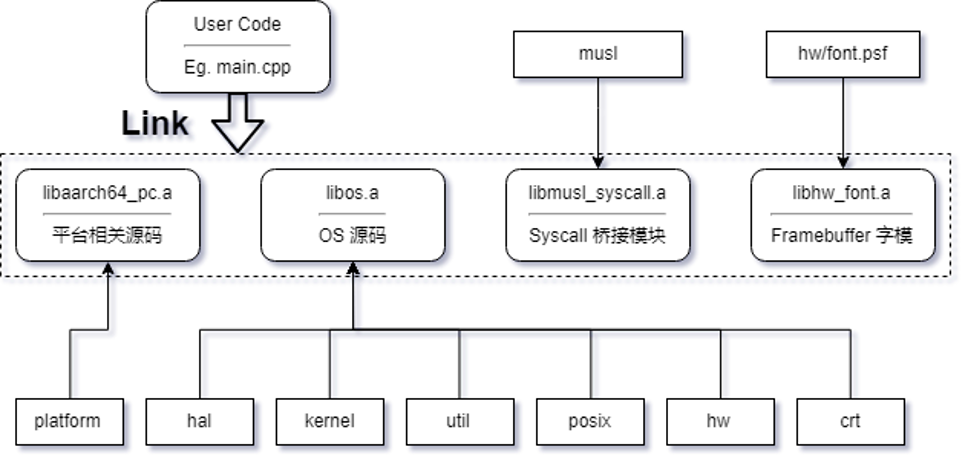 User Code
Eg. main.cpp
musl
hw/font.psf
Link
libaarch64_pc.a
平台相关源码
libos.a
OS 源码
libmusl_syscall.a
Syscall 桥接模块
libhw_font.a
Framebuffer 字模
platform
hal
kernel
util
posix
hw
crt